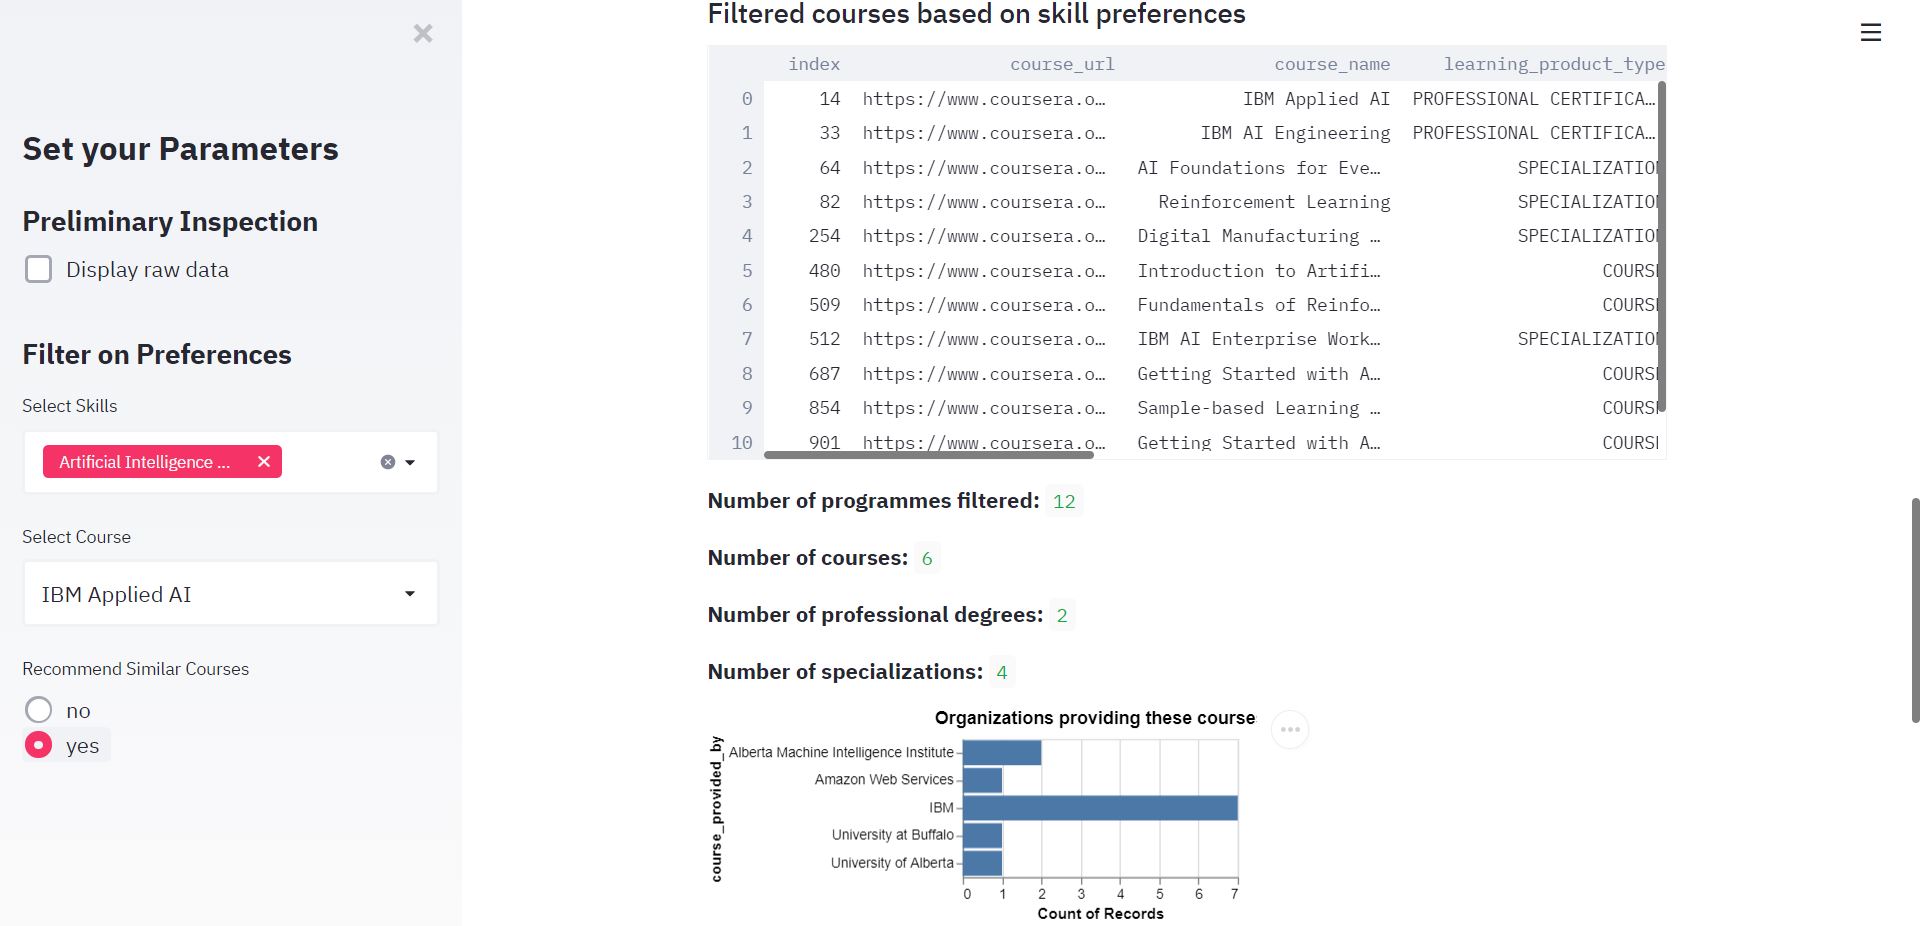 Set your Parameters
Preliminary Inspection
Display raw data
Filter on Preferences
Select Skills
Artificial Intelligence ...
Select Course
IBM Applied AI
Recommend Similar Courses
no
yes
Filtered courses based on skill preferences
index course_url course_name learning_product_type
0 14 https://www.coursera.o… IBM Applied AI PROFESSIONAL CERTIFICA…
1 33 https://www.coursera.o… IBM AI Engineering PROFESSIONAL CERTIFICA…
2 64 https://www.coursera.o… AI Foundations for Eve… SPECIALIZATION
3 82 https://www.coursera.o… Reinforcement Learning SPECIALIZATION
4 254 https://www.coursera.o… Digital Manufacturing … SPECIALIZATION
5 480 https://www.coursera.o… Introduction to Artifi… COURSE
6 509 https://www.coursera.o… Fundamentals of Reinfo… COURSE
7 512 https://www.coursera.o… IBM AI Enterprise Work… SPECIALIZATION
8 687 https://www.coursera.o… Getting Started with A… COURSE
9 854 https://www.coursera.o… Sample-based Learning … COURSE
10 901 https://www.coursera.o… Getting Started with A… COURSE
Number of programmes filtered: 12
Number of courses: 6
Number of professional degrees: 2
Number of specializations: 4
Organizations providing these course
course_provided_by
Alberta Machine Intelligence Institute
Amazon Web Services
IBM
University at Buffalo
University of Alberta
0 1 2 3 4 5 6 7
Count of Records